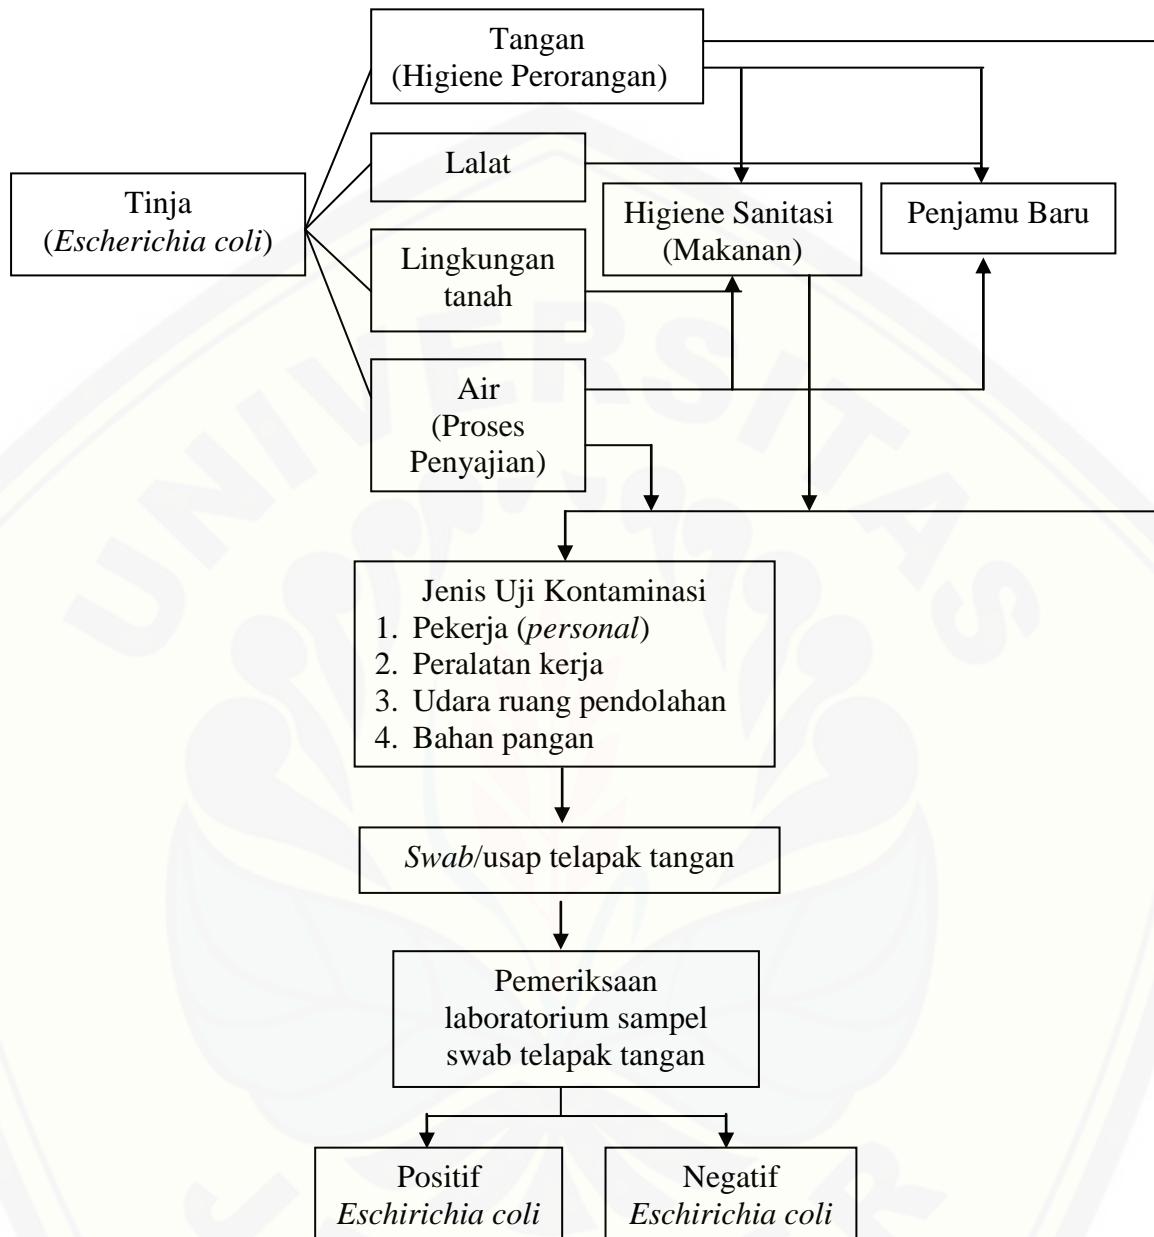 Tangan
(Higiene Perorangan)
Lalat
Tinja
(Escherichia coli)
Higiene Sanitasi
(Makanan)
Penjamu Baru
Lingkungan
tanah
Air
(Proses
Penyajian)
Jenis Uji Kontaminasi
1. Pekerja (personal)
2. Peralatan kerja
3. Udara ruang pendolahan
4. Bahan pangan
Swab/usap telapak tangan
Pemeriksaan
laboratorium sampel
swab telapak tangan
Positif
Eschirichia coli
Negatif
Eschirichia coli
UNIVERSITAS